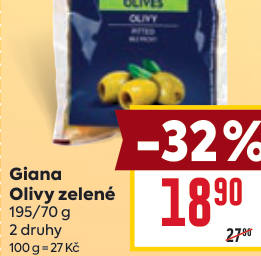 OLIVES
OLIVY
PITTED
BEZ PECKY
-32%
Giana
Olivy zelené
195/70 g
2 druhy
100 g = 27 Kč
18 90
27 80